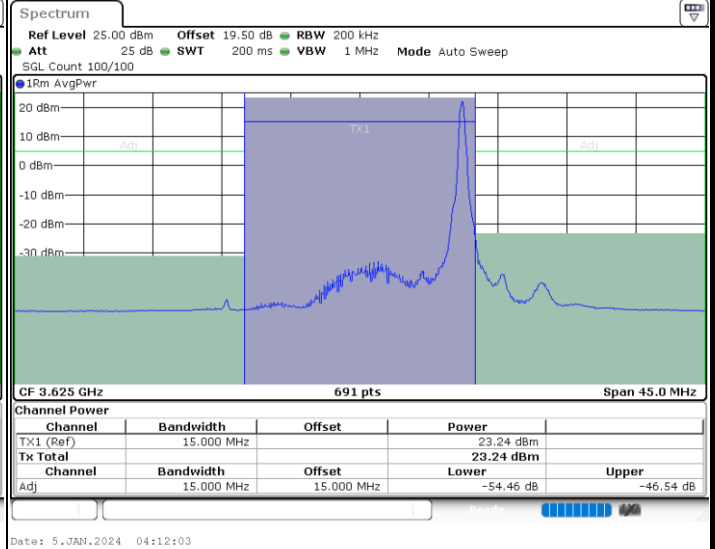 Spectrum
Ref Level 25.00 dBm Offset 19.50 dB RBW 200 kHz
Att 25 dB SWT 200 ms VBW 1 MHz Mode Auto Sweep
SGL Count 100/100
1Rm AvgPwr
20 dBm
TX1
10 dBm
Adj Adj
0 dBm
-10 dBm
-20 dBm
-30 dBm
CF 3.625 GHz 691 pts Span 45.0 MHz
Channel Power
Channel Bandwidth Offset Power
TX1 (Ref) 15.000 MHz 23.24 dBm
Tx Total 23.24 dBm
Channel Bandwidth Offset Lower Upper
Adj 15.000 MHz 15.000 MHz -54.46 dB -46.54 dB
Ready
Date: 5.JAN.2024 04:12:03